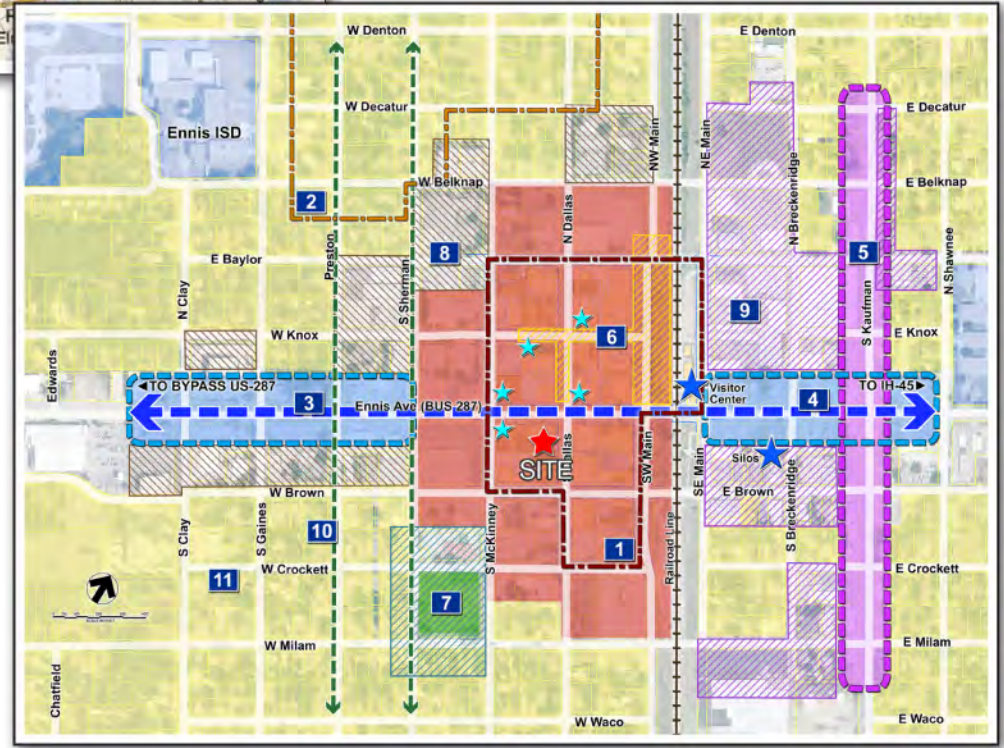 W Denton
E Denton
W Decatur
E Decatur
Ennis ISD
NW Main
NE Main
W Belknap
E Belknap
2
N Dallas
N Breckenridge
N Shawnee
E Baylor
Preston
S Sherman
8
5
N Clay
9
S Kaufman
W Knox
6
E Knox
Edwards
◄TO BYPASS US-287
TO IH-45►
Visitor
Center
3
Ennis Ave (BUS 287)
4
SITE
Dallas
SW Main
SE Main
Silos
W Brown
E Brown
S Clay
S Gaines
10
S McKinney
1
Railroad Line
S Breckenridge
W Crockett
E Crockett
11
7
W Milam
E Milam
Chatfield
W Waco
E Waco